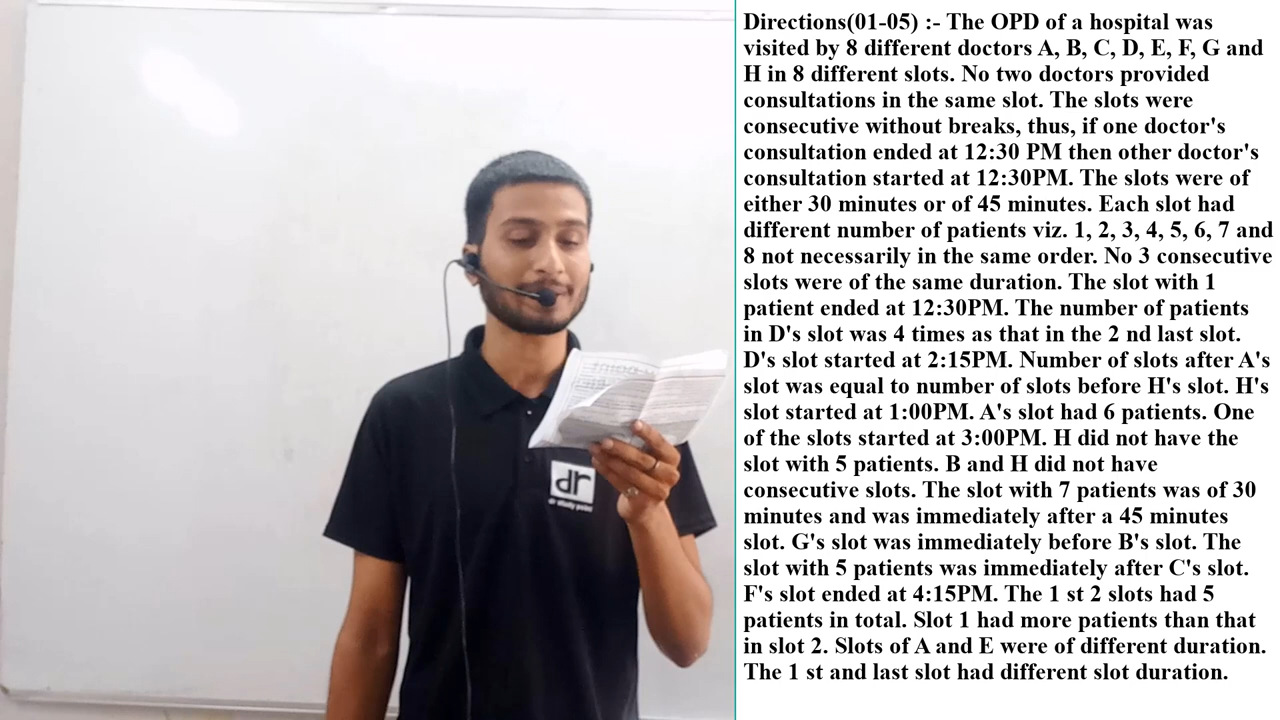 Directions(01-05) :- The OPD of a hospital was
visited by 8 different doctors A, B, C, D, E, F, G and
H in 8 different slots. No two doctors provided
consultations in the same slot. The slots were
consecutive without breaks, thus, if one doctor's
consultation ended at 12:30 PM then other doctor's
consultation started at 12:30PM. The slots were of
either 30 minutes or of 45 minutes. Each slot had
different number of patients viz. 1, 2, 3, 4, 5, 6, 7 and
8 not necessarily in the same order. No 3 consecutive
slots were of the same duration. The slot with 1
patient ended at 12:30PM. The number of patients
in D's slot was 4 times as that in the 2 nd last slot.
D's slot started at 2:15PM. Number of slots after A's
slot was equal to number of slots before H's slot. H's
slot started at 1:00PM. A's slot had 6 patients. One
of the slots started at 3:00PM. H did not have the
slot with 5 patients. B and H did not have
consecutive slots. The slot with 7 patients was of 30
minutes and was immediately after a 45 minutes
slot. G's slot was immediately before B's slot. The
slot with 5 patients was immediately after C's slot.
F's slot ended at 4:15PM. The 1 st 2 slots had 5
patients in total. Slot 1 had more patients than that
in slot 2. Slots of A and E were of different duration.
The 1 st and last slot had different slot duration.
dr
dr study point